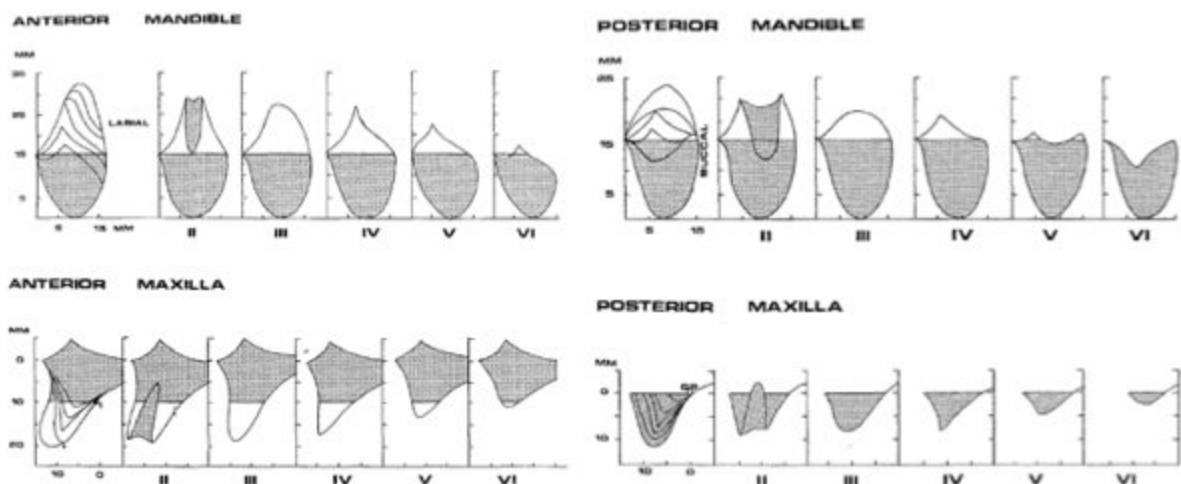 ANTERIOR MANDIBLE
MM
25
15
5
LABIAL
5 15 MM
II III IV V VI
POSTERIOR MANDIBLE
MM
25
15
5
BUCCAL
5 15
II III IV V VI
ANTERIOR MAXILLA
MM
0
10
20
10 0
II III IV V VI
POSTERIOR MAXILLA
MM
0
10
10 0
II III IV V VI